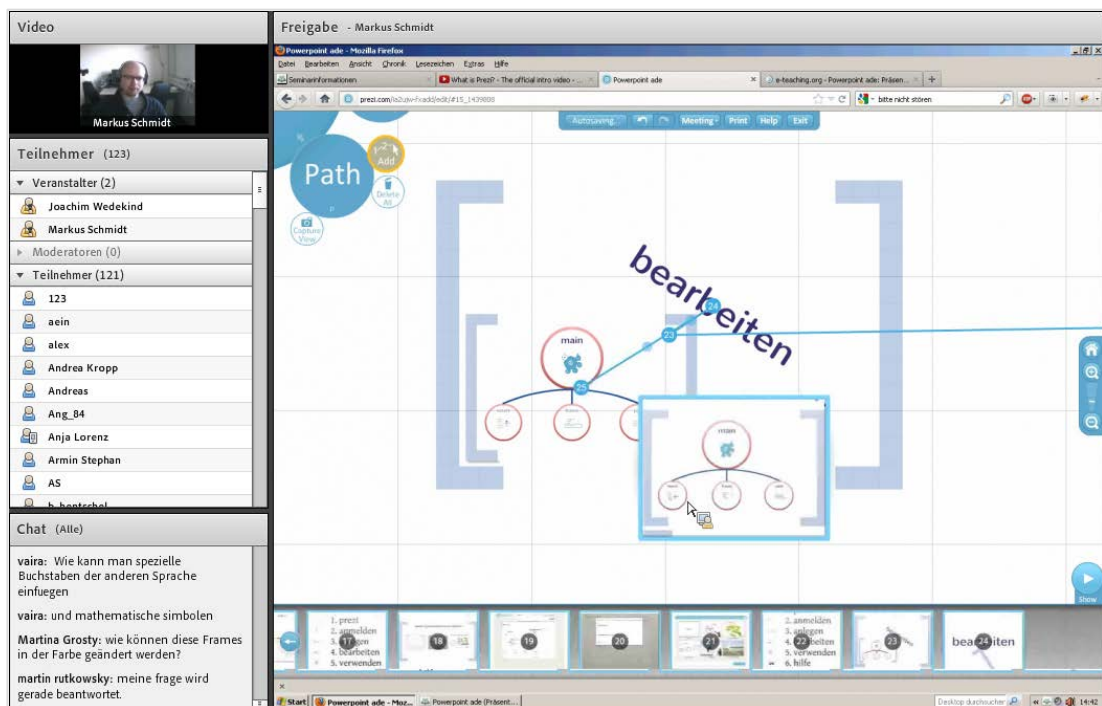 Video
Markus Schmidt
Teilnehmer (123)
Veranstalter (2)
Joachim Wedekind
Markus Schmidt
Moderatoren (0)
Teilnehmer (121)
123
aein
alex
Andrea Kropp
Andreas
Ang_84
Anja Lorenz
Armin Stephan
AS
Chat (Alle)
vaira: Wie kann man spezielle
Buchstaben der anderen Sprache
einfuegen
vaira: und mathematische simbolen
Martina Grosty: wie können diese Frames
in der Farbe geändert werden?
martin rutkowsky: meine frage wird
gerade beantwortet.
Freigabe - Markus Schmidt
Powerpoint ade - Mozilla Firefox
Datei Bearbeiten Ansicht Chronik Lesezeichen Extras Hilfe
Seminarinformationen
What is Prezi? - The official intro video - ...
Powerpoint ade
e-teaching.org - Powerpoint ade: Präsen...
bitte nicht stören
Autosaving... Meeting Print Help Exit
Path
Add
Delete
All
Capture
View
bearbeiten
24
23
main
25
main
Show
1. prezi
2. anmelden
4. bearbeiten
5. verwenden
17
18
19
20
21
2. anmelden
3. anlegen
5. verwenden
6. hilfe
22
23
24
Start
Powerpoint ade - Moz...
Powerpoint ade (Präsent...
Desktop durchsuchen
14:42